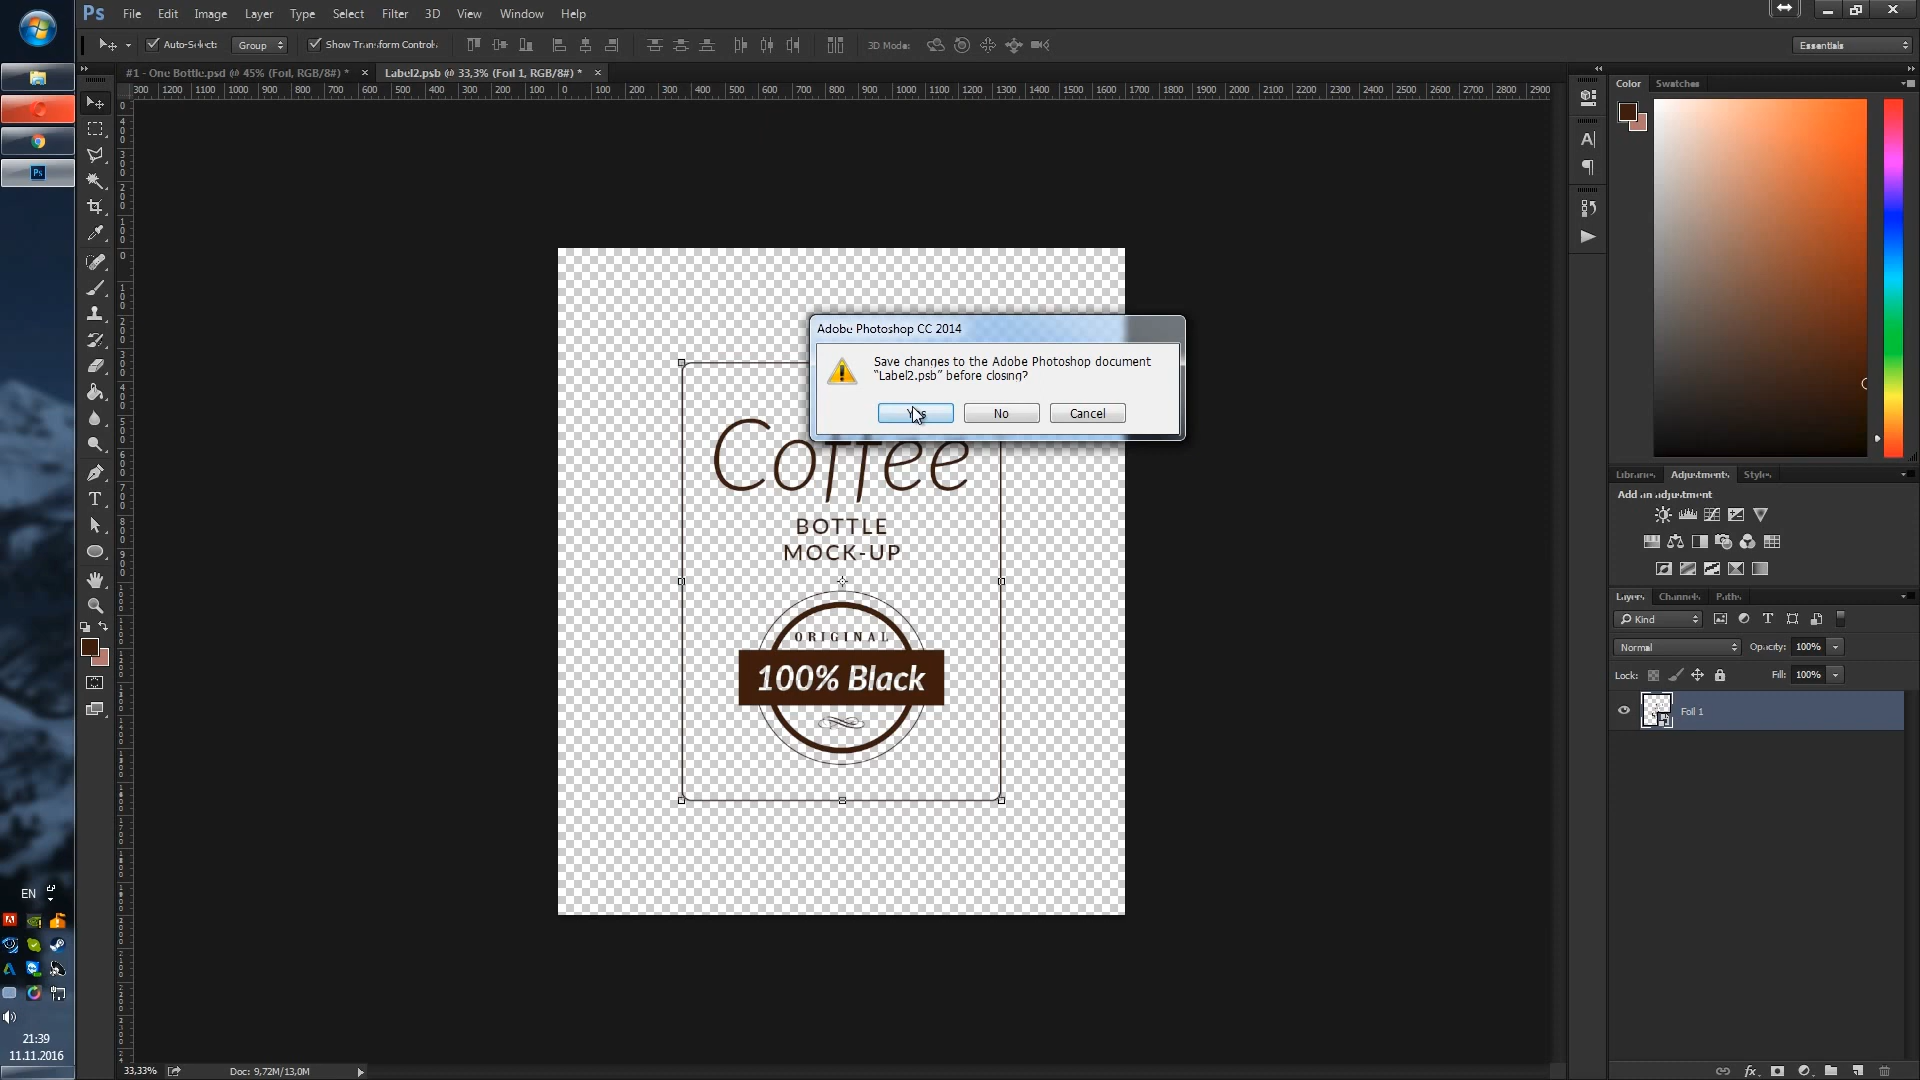 Ps File Edit Image Layer Type Select Filter 3D View Window Help
Auto-Select: Group Show Transform Controls 3D Mode: Essentials
#1 - One Bottle.psd @ 45% (Foil, RGB/8#) * × Label2.psb @ 33,3% (Foil 1, RGB/8#) * ×
300 1200 1100 1000 900 800 700 600 500 400 300 200 100 0 100 200 300 400 500 600 700 800 900 1000 1100 1200 1300 1400 1500 1600 1700 1800 1900 2000 2100 2200 2300 2400 2500 2600 2700 2800 2900
Color Swatches
Adobe Photoshop CC 2014
Save changes to the Adobe Photoshop document
“Label2.psb” before closing?
No Cancel
Coffee
BOTTLE
MOCK-UP
ORIGINAL
100% Black
Libraries Adjustments Styles
Add an adjustment
Layers Channels Paths
Kind
Normal Opacity: 100%
Lock: Fill: 100%
Foil 1
EN
21:39
11.11.2016
33,33% Doc: 9,72M/13,0M